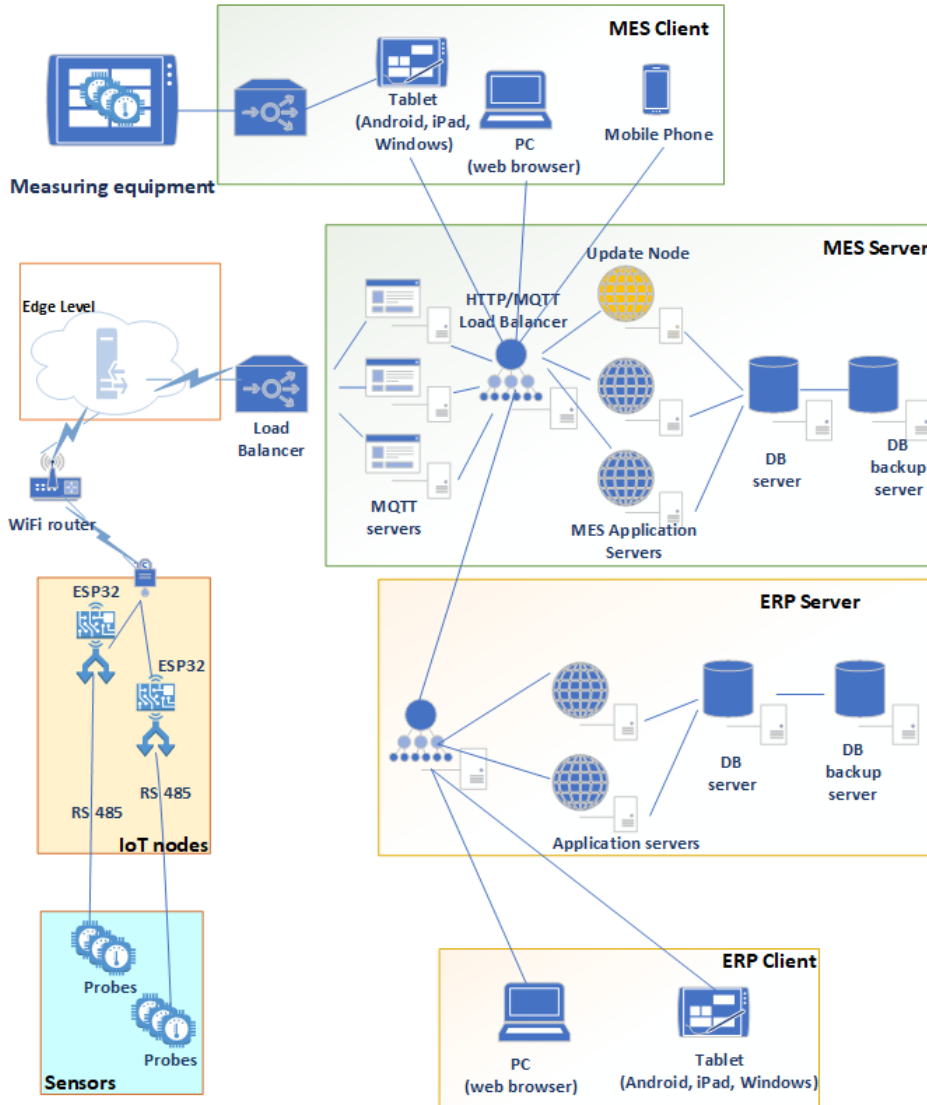 MES Client
Tablet
(Android, iPad,
Windows)
PC
(web browser)
Mobile Phone
Measuring equipment
MES Server
Update Node
HTTP/MQTT
Load Balancer
Edge Level
Load
Balancer
MQTT
servers
MES Application
Servers
DB
server
DB
backup
server
WiFi router
ESP32
ESP32
RS 485
RS 485
IoT nodes
ERP Server
DB
server
DB
backup
server
Application servers
Probes
Probes
Sensors
ERP Client
PC
(web browser)
Tablet
(Android, iPad, Windows)